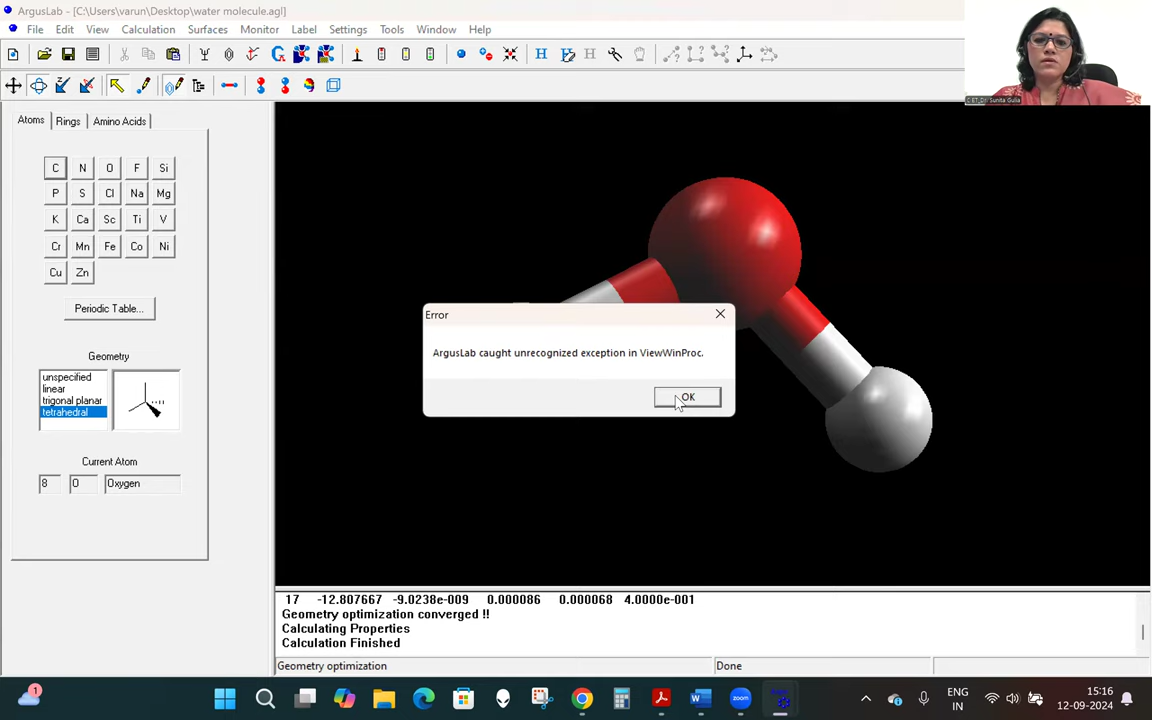 ArgusLab - [C:\Users\varun\Desktop\water molecule.agl]
File Edit View Calculation Surfaces Monitor Label Settings Tools Window Help
Atoms Rings Amino Acids
C N O F Si
P S Cl Na Mg
K Ca Sc Ti V
Cr Mn Fe Co Ni
Cu Zn
Periodic Table...
Geometry
unspecified
linear
trigonal planar
tetrahedral
Current Atom
8 O Oxygen
Error
ArgusLab caught unrecognized exception in ViewWinProc.
OK
17 -12.807667 -9.0238e-009 0.000086 0.000068 4.0000e-001
Geometry optimization converged !!
Calculating Properties
Calculation Finished
Geometry optimization Done
1
ENG
IN
15:16
12-09-2024